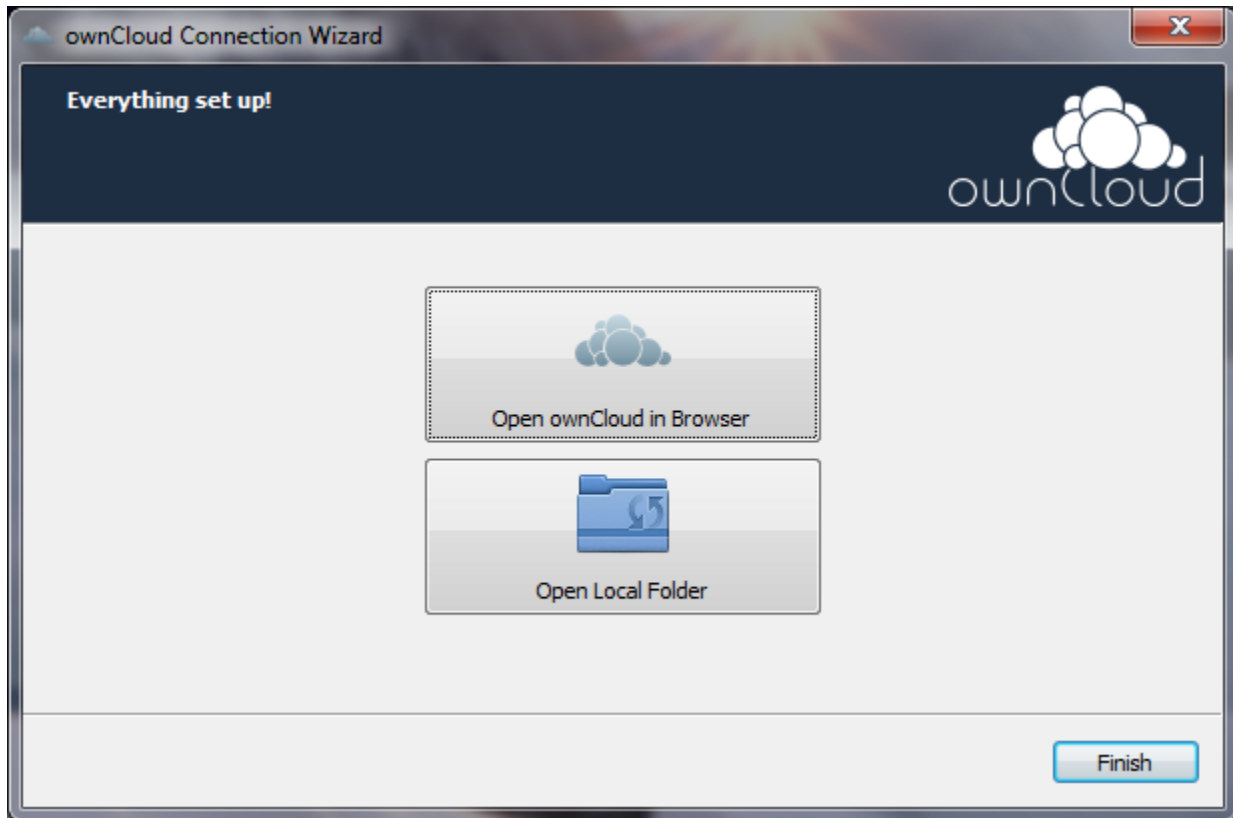 ownCloud Connection Wizard
Everything set up!
ownCloud
Open ownCloud in Browser
Open Local Folder
Finish